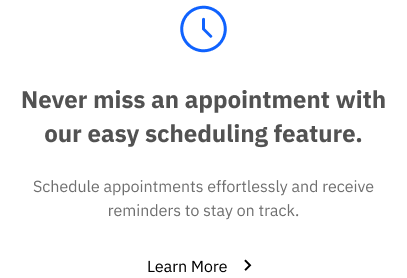 Never miss an appointment with
our easy scheduling feature.
Schedule appointments effortlessly and receive
reminders to stay on track.
Learn More